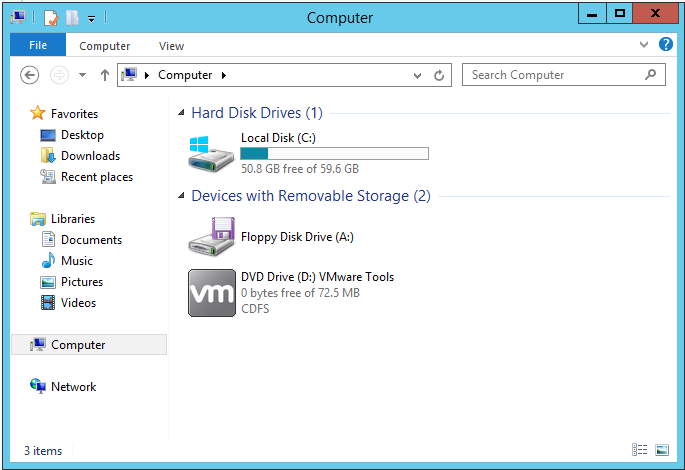 Computer
File
Computer
View
Computer
Search Computer
Favorites
Desktop
Downloads
Recent places
Libraries
Documents
Music
Pictures
Videos
Computer
Network
Hard Disk Drives (1)
Local Disk (C:)
50.8 GB free of 59.6 GB
Devices with Removable Storage (2)
Floppy Disk Drive (A:)
vm
DVD Drive (D:) VMware Tools
0 bytes free of 72.5 MB
CDFS
3 items